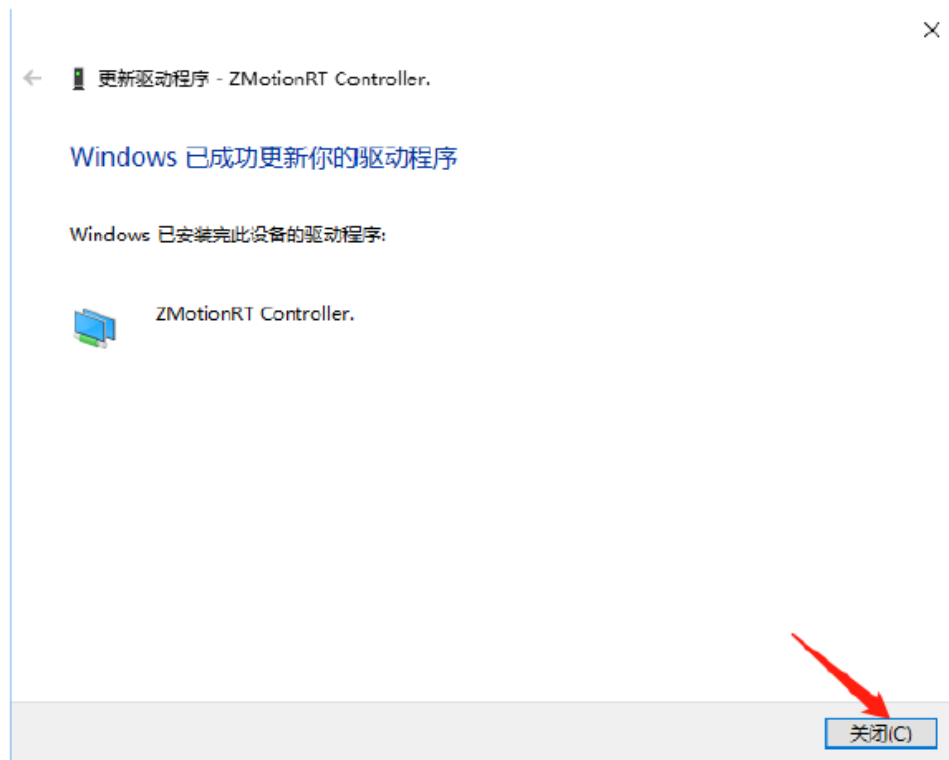 更新驱动程序 - ZMotionRT Controller.
Windows 已成功更新你的驱动程序
Windows 已安装完此设备的驱动程序:
ZMotionRT Controller.
关闭(C)